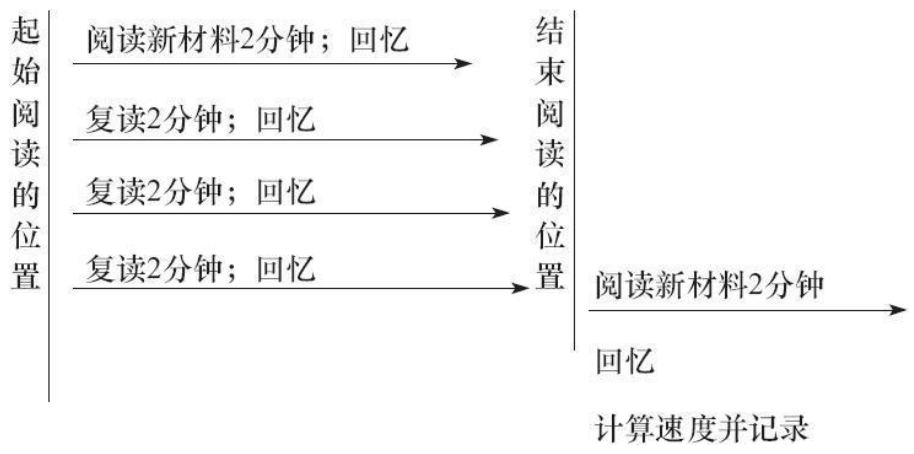 起始阅读的位置
阅读新材料2分钟；回忆
复读2分钟；回忆
复读2分钟；回忆
复读2分钟；回忆
结束阅读的位置
阅读新材料2分钟
回忆
计算速度并记录